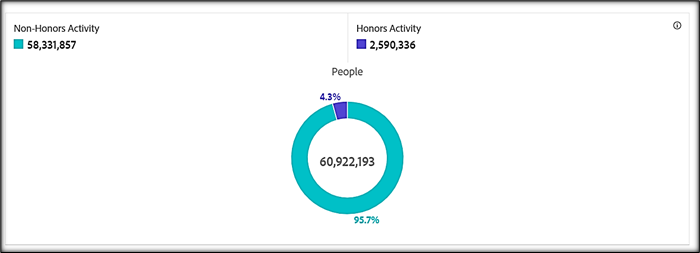 Non-Honors Activity
58,331,857
Honors Activity
2,590,336
People
4.3%
60,922,193
95.7%